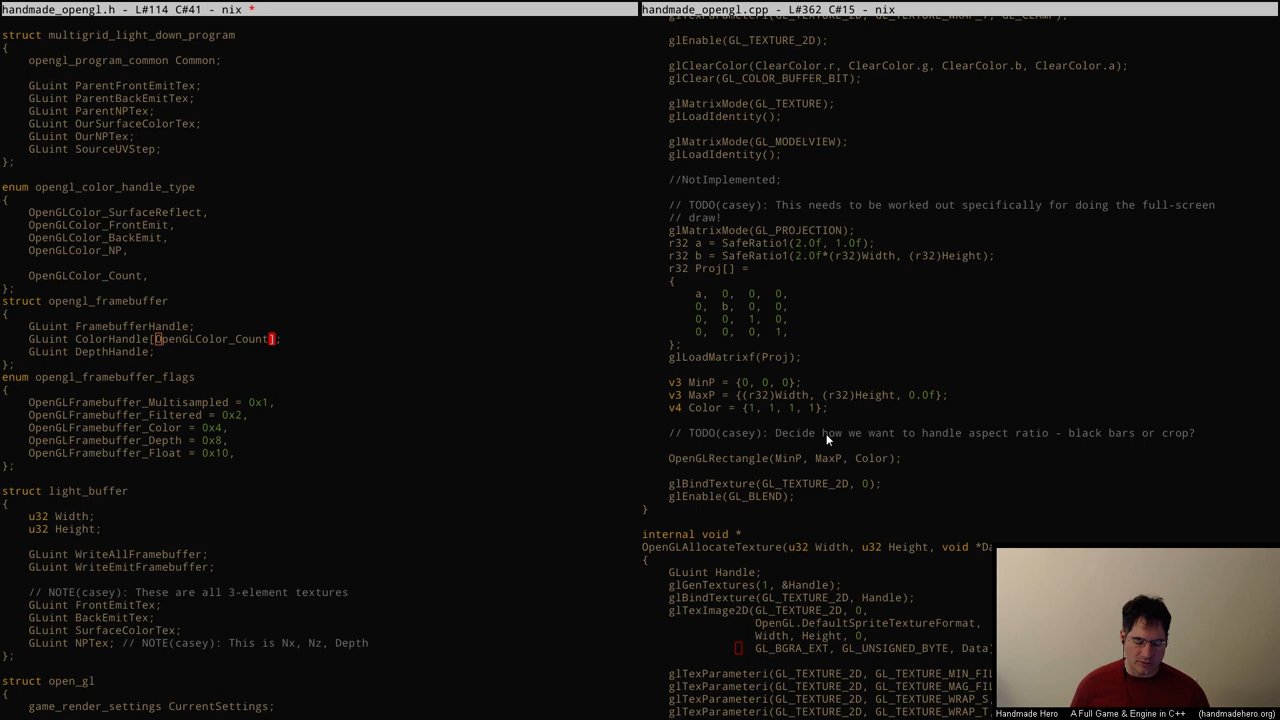 handmade_opengl.h - L#114 C#41 - nix *
struct multigrid_light_down_program
{
opengl_program_common Common;
GLuint ParentFrontEmitTex;
GLuint ParentBackEmitTex;
GLuint ParentNPTex;
GLuint OurSurfaceColorTex;
GLuint OurNPTex;
GLuint SourceUVStep;
};
enum opengl_color_handle_type
{
OpenGLColor_SurfaceReflect,
OpenGLColor_FrontEmit,
OpenGLColor_BackEmit,
OpenGLColor_NP,
OpenGLColor_Count,
};
struct opengl_framebuffer
{
GLuint FramebufferHandle;
GLuint ColorHandle[OpenGLColor_Count];
GLuint DepthHandle;
};
enum opengl_framebuffer_flags
{
OpenGLFramebuffer_Multisampled = 0x1,
OpenGLFramebuffer_Filtered = 0x2,
OpenGLFramebuffer_Color = 0x4,
OpenGLFramebuffer_Depth = 0x8,
OpenGLFramebuffer_Float = 0x10,
};
struct light_buffer
{
u32 Width;
u32 Height;
GLuint WriteAllFramebuffer;
GLuint WriteEmitFramebuffer;
// NOTE(casey): These are all 3-element textures
GLuint FrontEmitTex;
GLuint BackEmitTex;
GLuint SurfaceColorTex;
GLuint NPTex; // NOTE(casey): This is Nx, Nz, Depth
};
struct open_gl
{
game_render_settings CurrentSettings;
handmade_opengl.cpp - L#362 C#15 - nix
glEnable(GL_TEXTURE_2D);
glClearColor(ClearColor.r, ClearColor.g, ClearColor.b, ClearColor.a);
glClear(GL_COLOR_BUFFER_BIT);
glMatrixMode(GL_TEXTURE);
glLoadIdentity();
glMatrixMode(GL_MODELVIEW);
glLoadIdentity();
//NotImplemented;
// TODO(casey): This needs to be worked out specifically for doing the full-screen
// draw!
glMatrixMode(GL_PROJECTION);
r32 a = SafeRatio1(2.0f, 1.0f);
r32 b = SafeRatio1(2.0f*(r32)Width, (r32)Height);
r32 Proj[] =
{
a, 0, 0, 0,
0, b, 0, 0,
0, 0, 1, 0,
0, 0, 0, 1,
};
glLoadMatrixf(Proj);
v3 MinP = {0, 0, 0};
v3 MaxP = {(r32)Width, (r32)Height, 0.0f};
v4 Color = {1, 1, 1, 1};
// TODO(casey): Decide how we want to handle aspect ratio - black bars or crop?
OpenGLRectangle(MinP, MaxP, Color);
glBindTexture(GL_TEXTURE_2D, 0);
glEnable(GL_BLEND);
}
internal void *
OpenGLAllocateTexture(u32 Width, u32 Height, void *Da
{
GLuint Handle;
glGenTextures(1, &Handle);
glBindTexture(GL_TEXTURE_2D, Handle);
glTexImage2D(GL_TEXTURE_2D, 0,
OpenGL.DefaultSpriteTextureFormat,
Width, Height, 0,
GL_BGRA_EXT, GL_UNSIGNED_BYTE, Data)
glTexParameteri(GL_TEXTURE_2D, GL_TEXTURE_MIN_FIL
glTexParameteri(GL_TEXTURE_2D, GL_TEXTURE_MAG_FIL
glTexParameteri(GL_TEXTURE_2D, GL_TEXTURE_WRAP_S,
glTexParameteri(GL_TEXTURE_2D, GL_TEXTURE_WRAP_T,
Handmade Hero A Full Game & Engine in C++ (handmadehero.org)